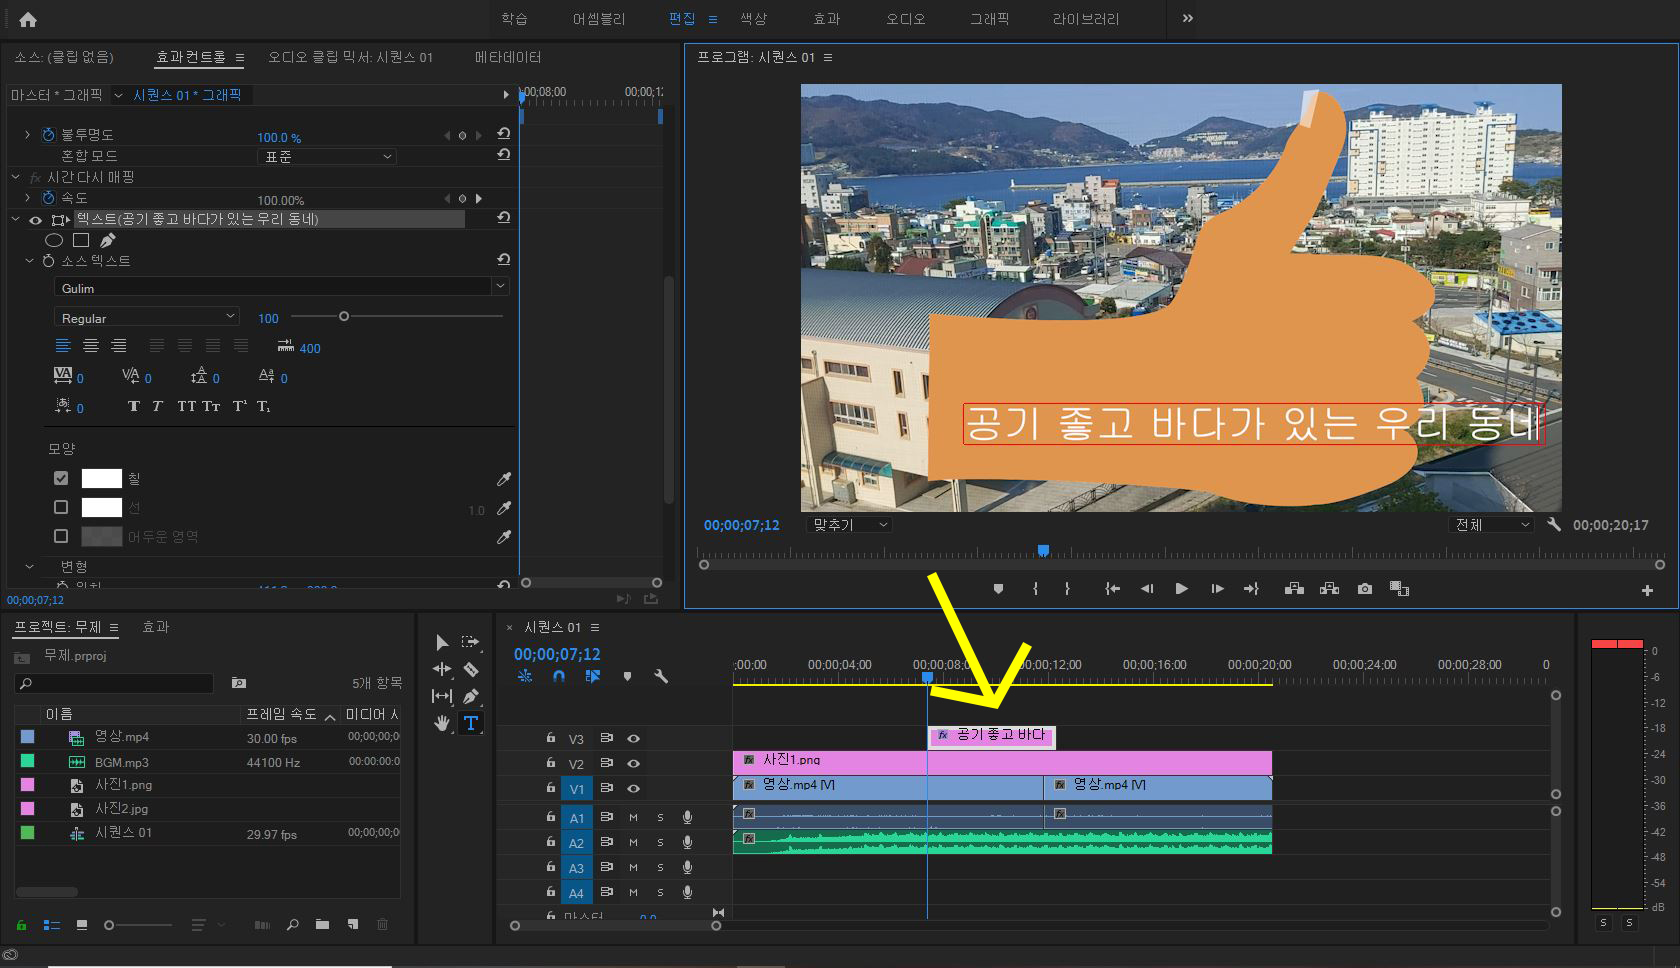 학습
어셈블리
편집
색상
효과
오디오
그래픽
라이브러리
소스: (클립 없음)
효과 컨트롤
오디오 클립 믹서: 시퀀스 01
메타데이터
프로그램: 시퀀스 01
마스터 * 그래픽
시퀀스 01 * 그래픽
00;00;08;00
불투명도
100.0 %
혼합 모드
표준
fx 시간 다시 매핑
속도
100.00%
텍스트(공기 좋고 바다가 있는 우리 동네)
소스 텍스트
Gulim
Regular
100
400
0
0
0
0
0
모양
칠
선
1.0
어두운 영역
변형
00;00;07;12
공기 좋고 바다가 있는 우리 동네
00;00;07;12
맞추기
전체
00;00;20;17
프로젝트: 무제
효과
무제.prproj
5개 항목
이름
프레임 속도
미디어 시
영상.mp4
30.00 fps
00;00;00;0
BGM.mp3
44100 Hz
00:00:00:0
사진1.png
사진2.jpg
시퀀스 01
29.97 fps
00;00;00;0
시퀀스 01
00;00;07;12
;00;00
00;00;04;00
00;00;12;00
00;00;16;00
00;00;20;00
00;00;24;00
00;00;28;00
0
V3
fx 공기 좋고 바다
V2
fx 사진1.png
V1
fx 영상.mp4 [V]
fx 영상.mp4 [V]
A1
M
S
A2
M
S
A3
M
S
A4
M
S
마스터
0.0
0
-6
-12
-18
-24
-30
-36
-42
-48
-54
dB
S
S